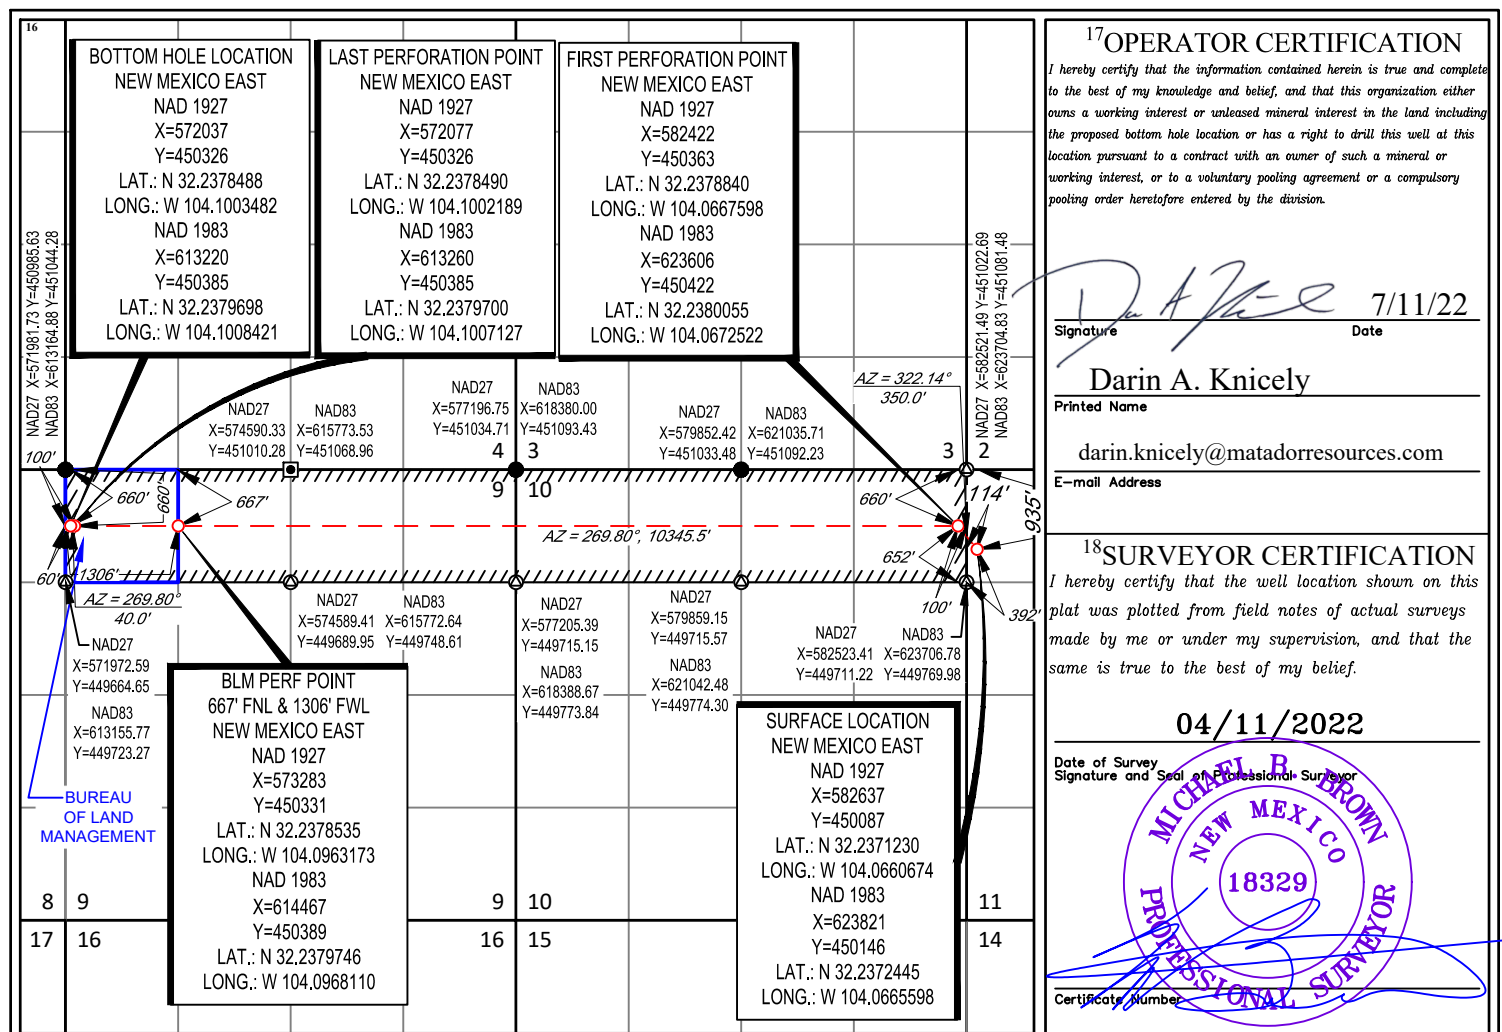 16
BOTTOM HOLE LOCATION
NEW MEXICO EAST
NAD 1927
X=572037
Y=450326
LAT.: N 32.2378488
LONG.: W 104.1003482
NAD 1983
X=613220
Y=450385
LAT.: N 32.2379698
LONG.: W 104.1008421
LAST PERFORATION POINT
NEW MEXICO EAST
NAD 1927
X=572077
Y=450326
LAT.: N 32.2378490
LONG.: W 104.1002189
NAD 1983
X=613260
Y=450385
LAT.: N 32.2379700
LONG.: W 104.1007127
FIRST PERFORATION POINT
NEW MEXICO EAST
NAD 1927
X=582422
Y=450363
LAT.: N 32.2378840
LONG.: W 104.0667598
NAD 1983
X=623606
Y=450422
LAT.: N 32.2380055
LONG.: W 104.0672522
NAD27 X=571981.73 Y=450985.63
NAD83 X=613164.88 Y=451044.28
NAD27 X=582521.49 Y=451022.69
NAD83 X=623704.83 Y=451081.48
AZ = 322.14°
350.0'
NAD27
X=574590.33
Y=451010.28
NAD83
X=615773.53
Y=451068.96
NAD27
X=577196.75
Y=451034.71
NAD83
X=618380.00
Y=451093.43
NAD27
X=579852.42
Y=451033.48
NAD83
X=621035.71
Y=451092.23
4 3
9 10
3 2
100'
660'
660'
667'
660'
114'
935'
AZ = 269.80°, 10345.5'
652'
60'
1306'
100'
392'
AZ = 269.80°
40.0'
NAD27
X=571972.59
Y=449664.65
NAD83
X=613155.77
Y=449723.27
NAD27
X=574589.41
Y=449689.95
NAD83
X=615772.64
Y=449748.61
NAD27
X=577205.39
Y=449715.15
NAD83
X=618388.67
Y=449773.84
NAD27
X=579859.15
Y=449715.57
NAD83
X=621042.48
Y=449774.30
NAD27
X=582523.41
Y=449711.22
NAD83
X=623706.78
Y=449769.98
BUREAU
OF LAND
MANAGEMENT
BLM PERF POINT
667' FNL & 1306' FWL
NEW MEXICO EAST
NAD 1927
X=573283
Y=450331
LAT.: N 32.2378535
LONG.: W 104.0963173
NAD 1983
X=614467
Y=450389
LAT.: N 32.2379746
LONG.: W 104.0968110
SURFACE LOCATION
NEW MEXICO EAST
NAD 1927
X=582637
Y=450087
LAT.: N 32.2371230
LONG.: W 104.0660674
NAD 1983
X=623821
Y=450146
LAT.: N 32.2372445
LONG.: W 104.0665598
8 9
17 16
9 10
16 15
11
14
17 OPERATOR CERTIFICATION
I hereby certify that the information contained herein is true and complete
to the best of my knowledge and belief, and that this organization either
owns a working interest or unleased mineral interest in the land including
the proposed bottom hole location or has a right to drill this well at this
location pursuant to a contract with an owner of such a mineral or
working interest, or to a voluntary pooling agreement or a compulsory
pooling order heretofore entered by the division.
7/11/22
Signature Date
Darin A. Knicely
Printed Name
darin.knicely@matadorresources.com
E-mail Address
18 SURVEYOR CERTIFICATION
I hereby certify that the well location shown on this
plat was plotted from field notes of actual surveys
made by me or under my supervision, and that the
same is true to the best of my belief.
04/11/2022
Date of Survey
Signature and Seal of Professional Surveyor
MICHAEL B. BROWN
NEW MEXICO
18329
PROFESSIONAL SURVEYOR
Certificate Number